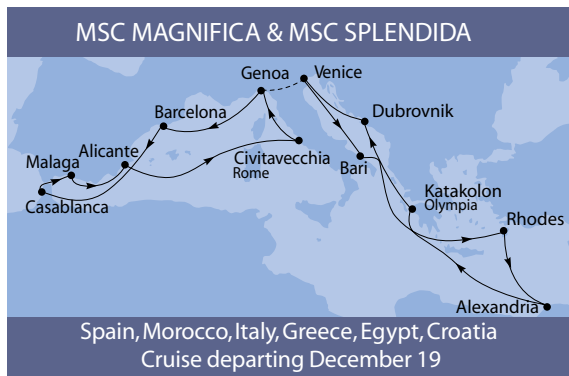 MSC MAGNIFICA & MSC SPLENDIDA
Genoa
Venice
Barcelona
Dubrovnik
Malaga
Alicante
Civitavecchia
Rome
Bari
Casablanca
Katakolon
Olympia
Rhodes
Alexandria
Spain, Morocco, Italy, Greece, Egypt, Croatia
Cruise departing December 19